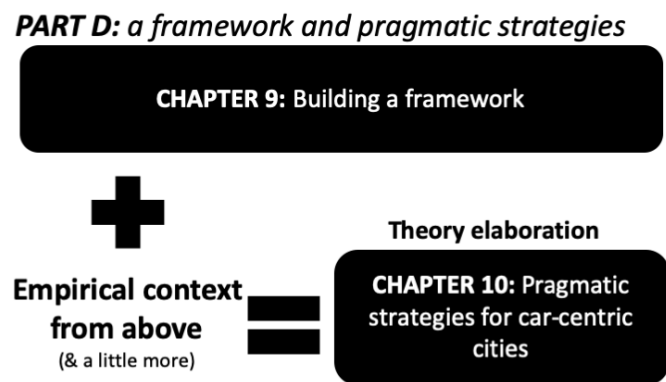 PART D: a framework and pragmatic strategies
CHAPTER 9: Building a framework
Theory elaboration
Empirical context
from above
(& a little more)
CHAPTER 10: Pragmatic
strategies for car-centric
cities